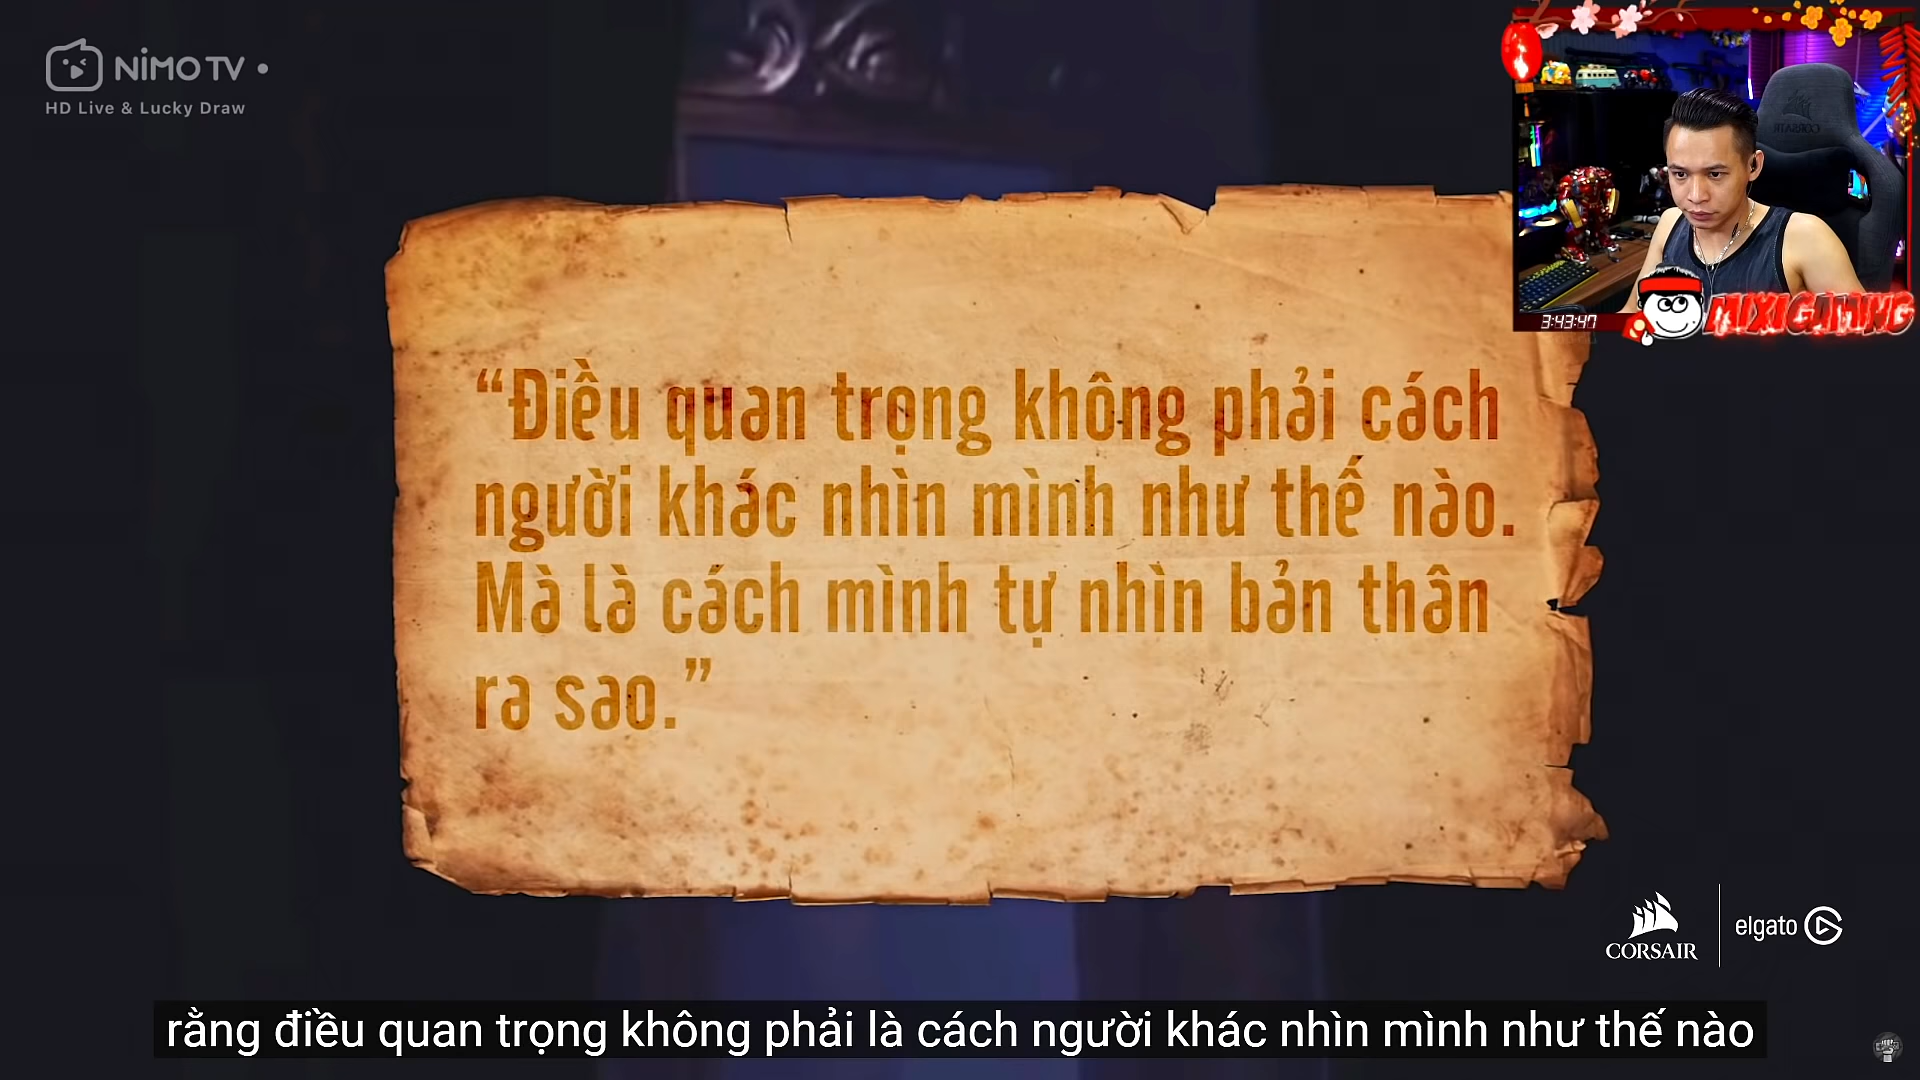 NIMO TV
HD Live & Lucky Draw
CORSAIR
3:43:47
MIXIGAMING
“Điều quan trọng không phải cách
người khác nhìn mình như thế nào.
Mà là cách mình tự nhìn bản thân
ra sao.”
CORSAIR
elgato
rằng điều quan trọng không phải là cách người khác nhìn mình như thế nào